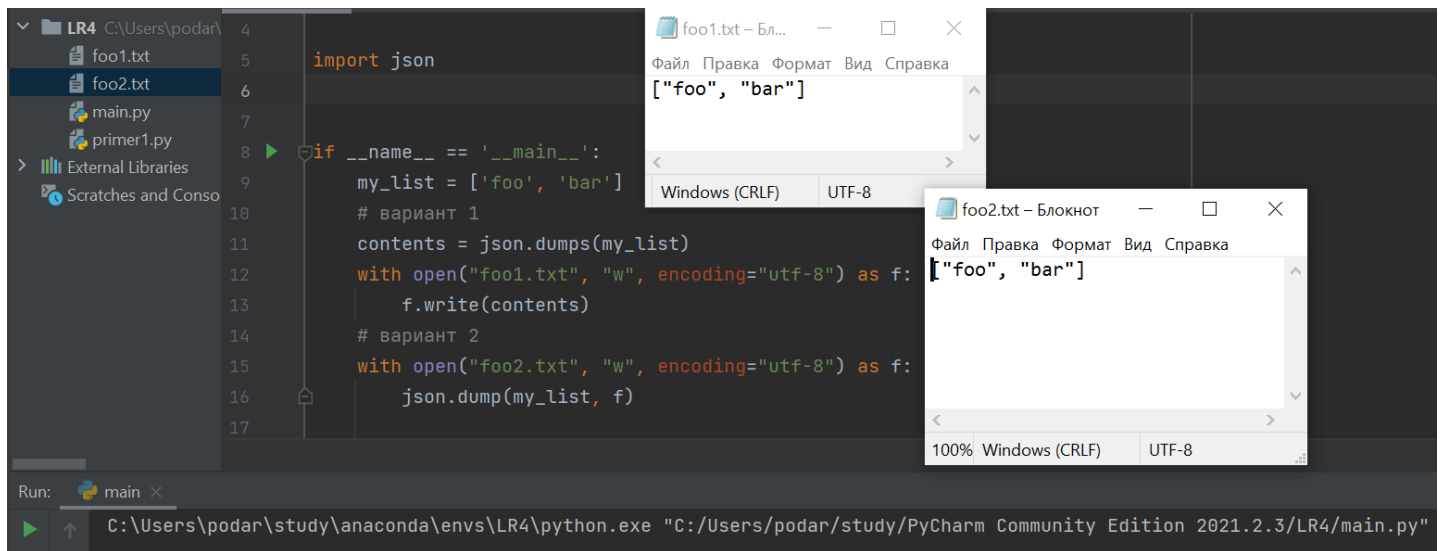 LR4 C:\Users\podar\
foo1.txt
foo2.txt
main.py
primer1.py
External Libraries
Scratches and Conso
4
5 import json
6
7
8 if __name__ == '__main__':
9 my_list = ['foo', 'bar']
10 # вариант 1
11 contents = json.dumps(my_list)
12 with open("foo1.txt", "w", encoding="utf-8") as f:
13 f.write(contents)
14 # вариант 2
15 with open("foo2.txt", "w", encoding="utf-8") as f:
16 json.dump(my_list, f)
17
foo1.txt – Бл...
Файл Правка Формат Вид Справка
["foo", "bar"]
Windows (CRLF) UTF-8
foo2.txt – Блокнот
Файл Правка Формат Вид Справка
["foo", "bar"]
100% Windows (CRLF) UTF-8
Run: main
C:\Users\podar\study\anaconda\envs\LR4\python.exe "C:/Users/podar/study/PyCharm Community Edition 2021.2.3/LR4/main.py"